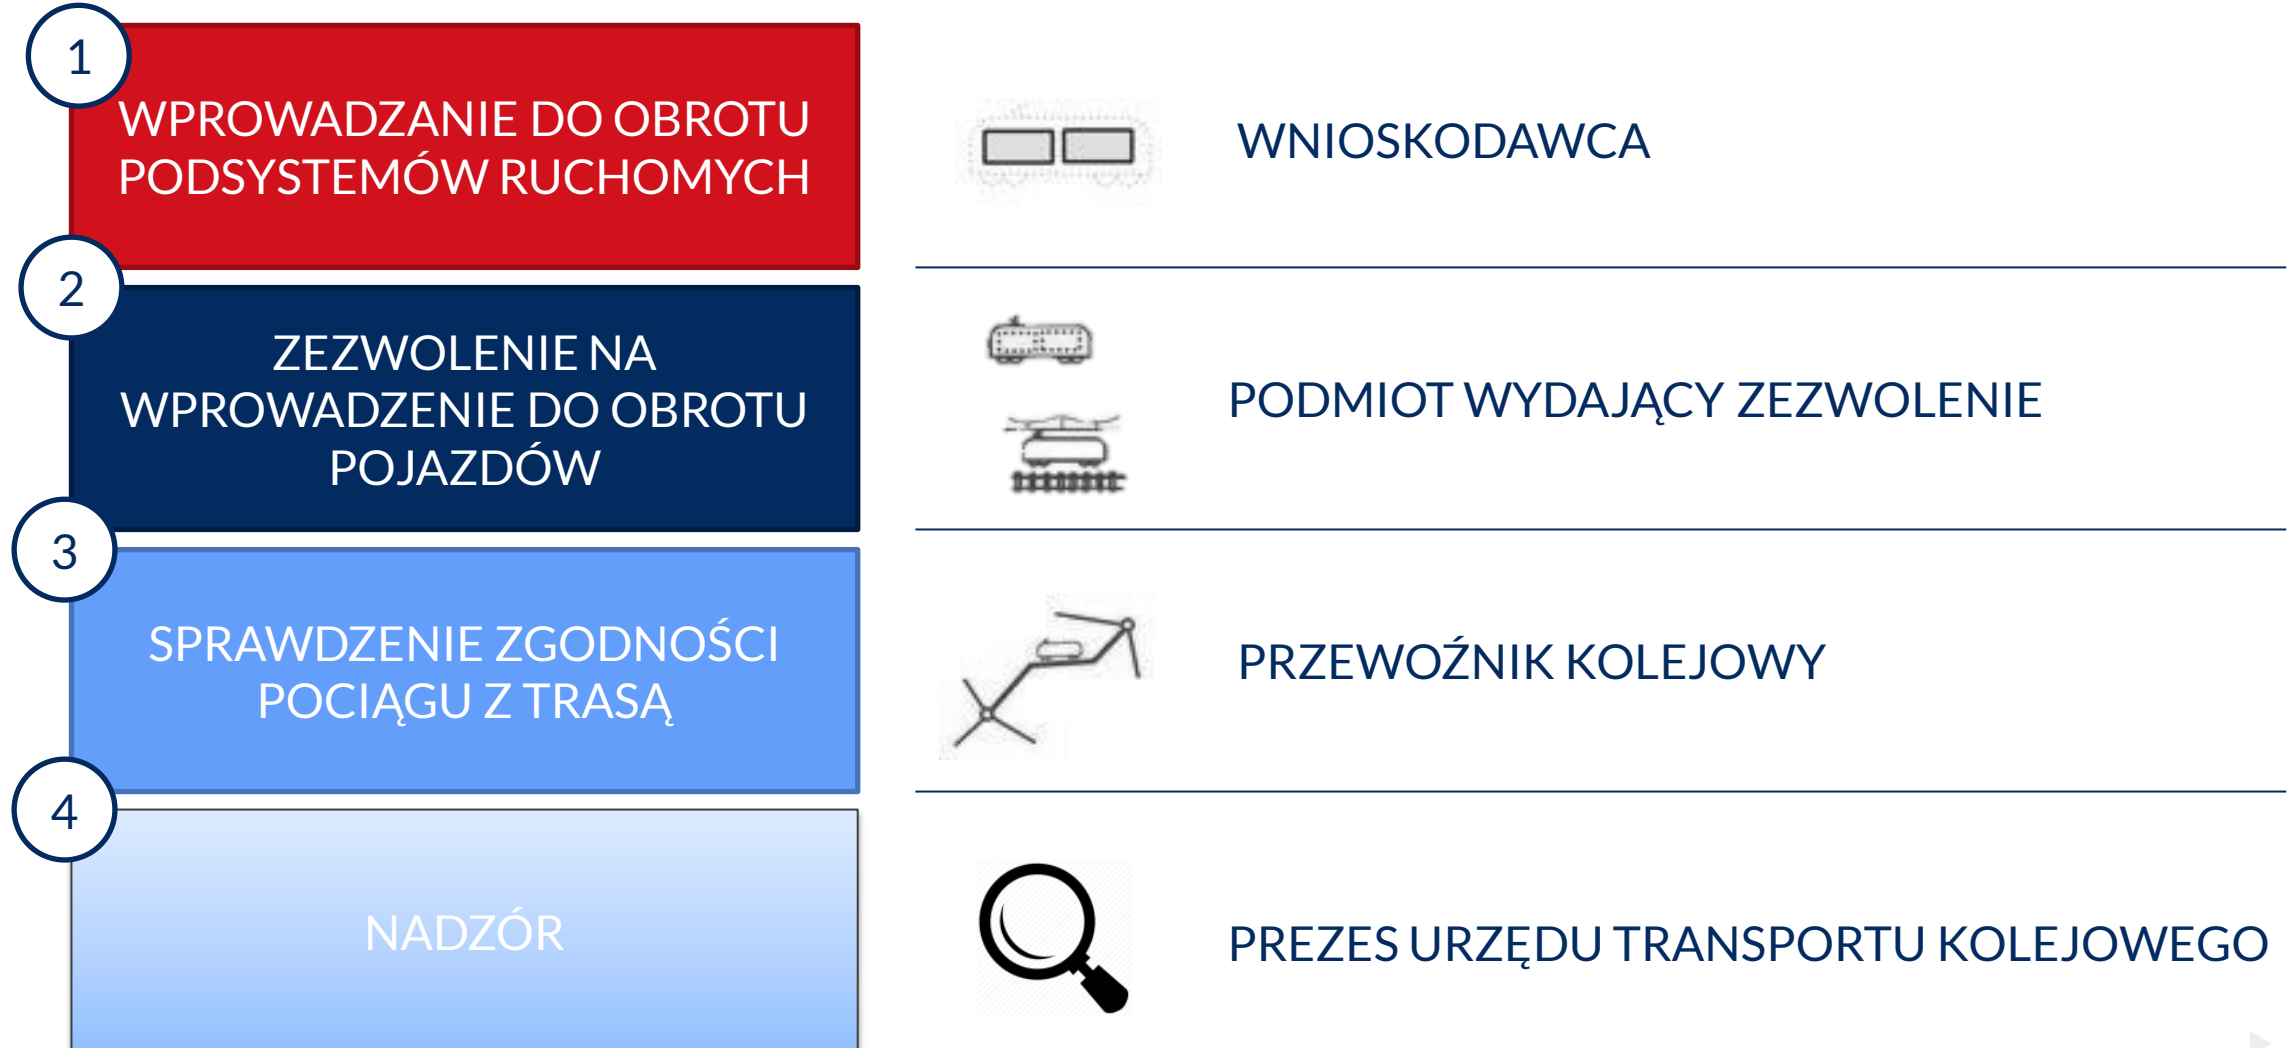 1
WPROWADZANIE DO OBROTU
PODSYSTEMÓW RUCHOMYCH
WNIOSKODAWCA
2
ZEZWOLENIE NA
WPROWADZENIE DO OBROTU
POJAZDÓW
PODMIOT WYDAJĄCY ZEZWOLENIE
3
SPRAWDZENIE ZGODNOŚCI
POCIĄGU Z TRASĄ
PRZEWOŹNIK KOLEJOWY
4
NADZÓR
PREZES URZĘDU TRANSPORTU KOLEJOWEGO